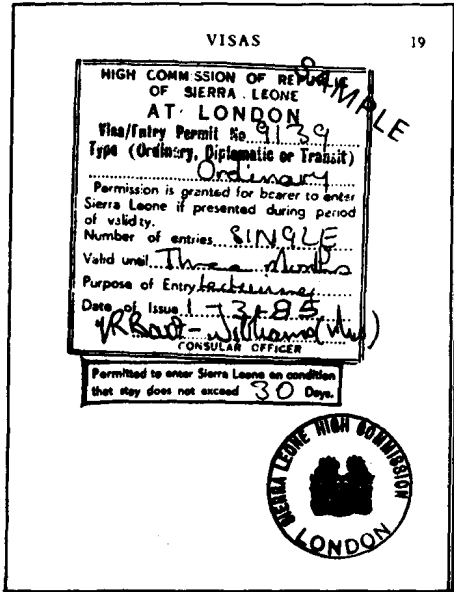 VISAS 19
SAMPLE
HIGH COMMISSION OF REPUBLIC
OF SIERRA LEONE
AT LONDON
Visa/Entry Permit No. 9139
Type (Ordinary, Diplomatic or Transit)
Ordinary
Permission is granted for bearer to enter
Sierra Leone if presented during period
of validity.
Number of entries SINGLE
Valid until Three Months
Purpose of Entry
Date of Issue 1-3-85
Williams (Mrs)
CONSULAR OFFICER
Permitted to enter Sierra Leone on condition
that stay does not exceed 30 Days.
SIERRA LEONE HIGH COMMISSION
LONDON